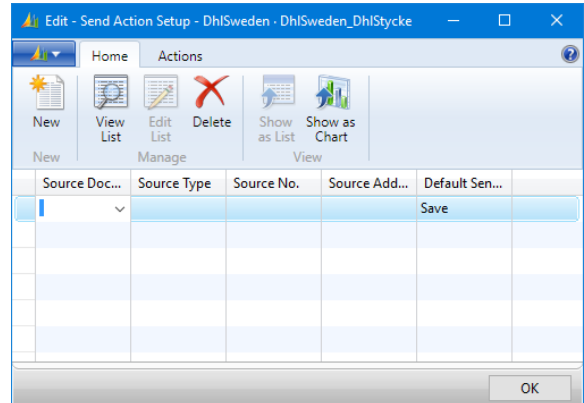 Edit - Send Action Setup - DhlSweden · DhlSweden_DhlStycke
Home Actions
New View List Edit List Delete Show as List Show as Chart
New Manage View
Source Doc... Source Type Source No. Source Add... Default Sen...
Save
OK